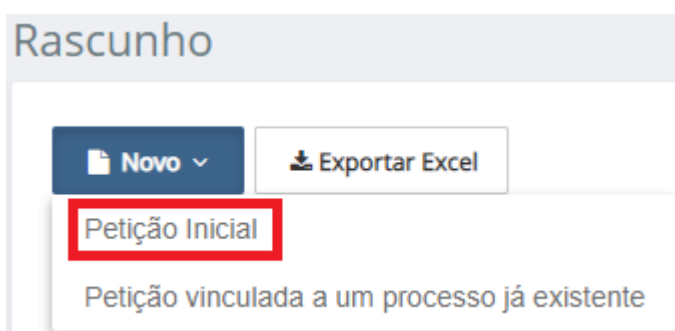 Rascunho
Novo
Exportar Excel
Petição Inicial
Petição vinculada a um processo já existente